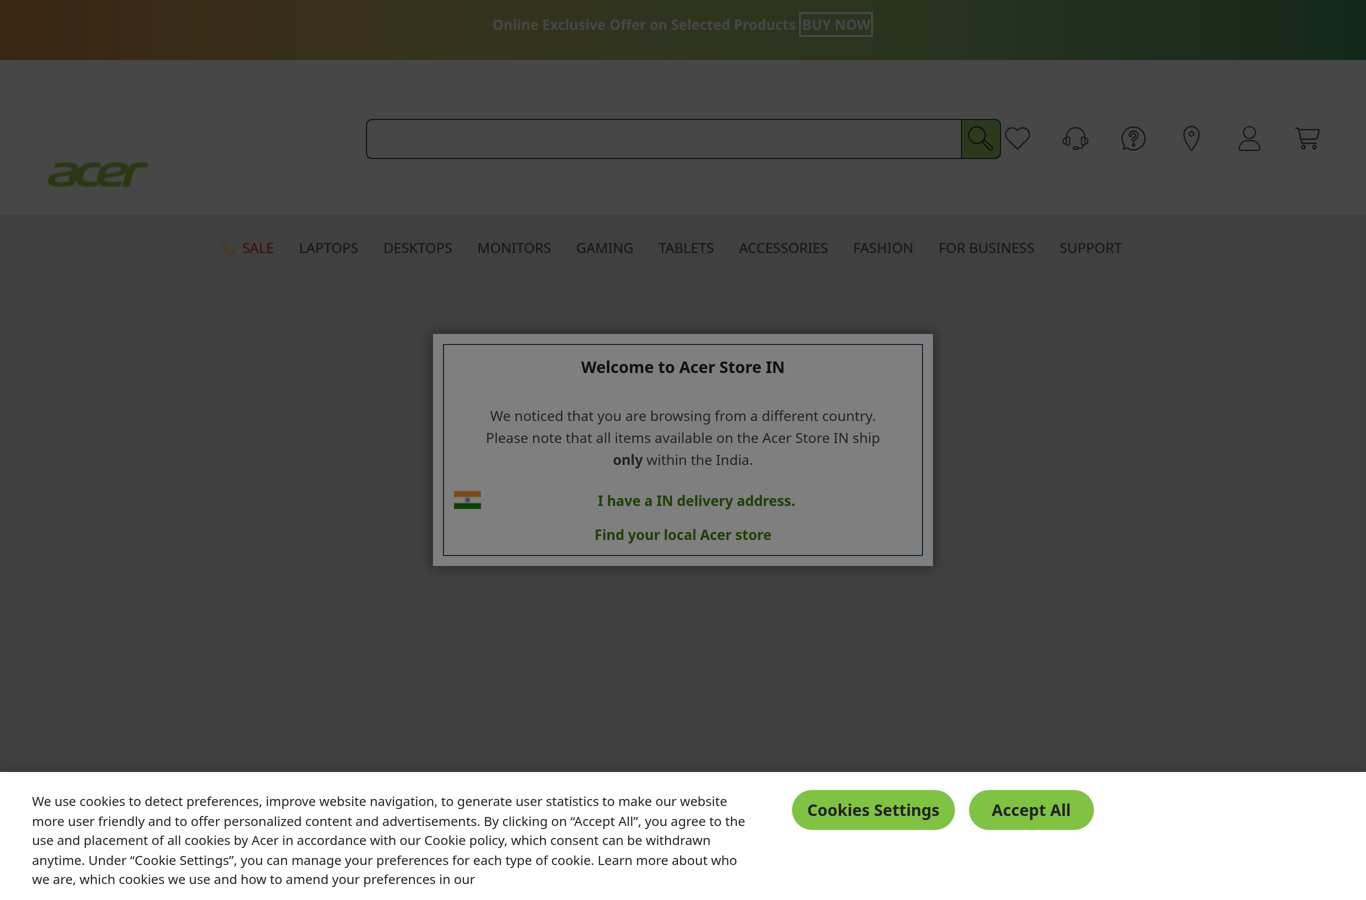 Online Exclusive Offer on Selected Products BUY NOW
acer
SALE LAPTOPS DESKTOPS MONITORS GAMING TABLETS ACCESSORIES FASHION FOR BUSINESS SUPPORT
Welcome to Acer Store IN
We noticed that you are browsing from a different country.
Please note that all items available on the Acer Store IN ship
only within the India.
I have a IN delivery address.
Find your local Acer store
We use cookies to detect preferences, improve website navigation, to generate user statistics to make our website
more user friendly and to offer personalized content and advertisements. By clicking on “Accept All”, you agree to the
use and placement of all cookies by Acer in accordance with our Cookie policy, which consent can be withdrawn
anytime. Under “Cookie Settings”, you can manage your preferences for each type of cookie. Learn more about who
we are, which cookies we use and how to amend your preferences in our
Cookies Settings
Accept All